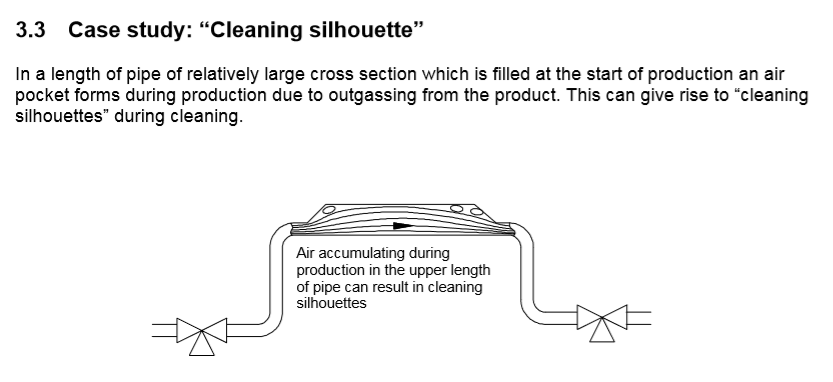 3.3 Case study: “Cleaning silhouette”
In a length of pipe of relatively large cross section which is filled at the start of production an air
pocket forms during production due to outgassing from the product. This can give rise to “cleaning
silhouettes” during cleaning.
Air accumulating during
production in the upper length
of pipe can result in cleaning
silhouettes